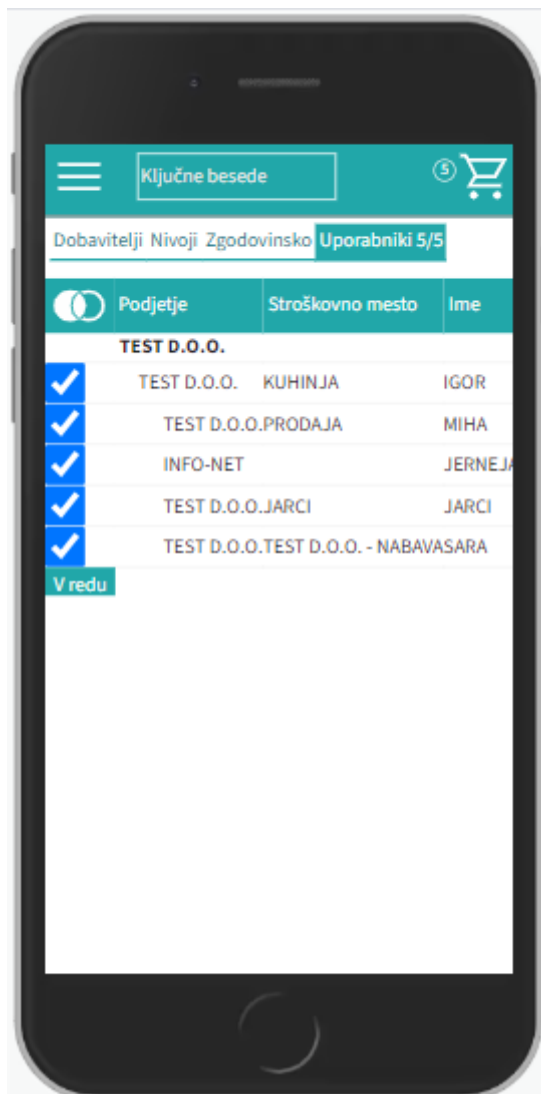 Ključne besede 5
Dobavitelji Nivoji Zgodovinsko Uporabniki 5/5
Podjetje Stroškovno mesto Ime
TEST D.O.O.
TEST D.O.O. KUHINJA IGOR
TEST D.O.O. PRODAJA MIHA
INFO-NET JERNEJA
TEST D.O.O. JARCI JARCI
TEST D.O.O. TEST D.O.O. - NABAVA SARA
V redu